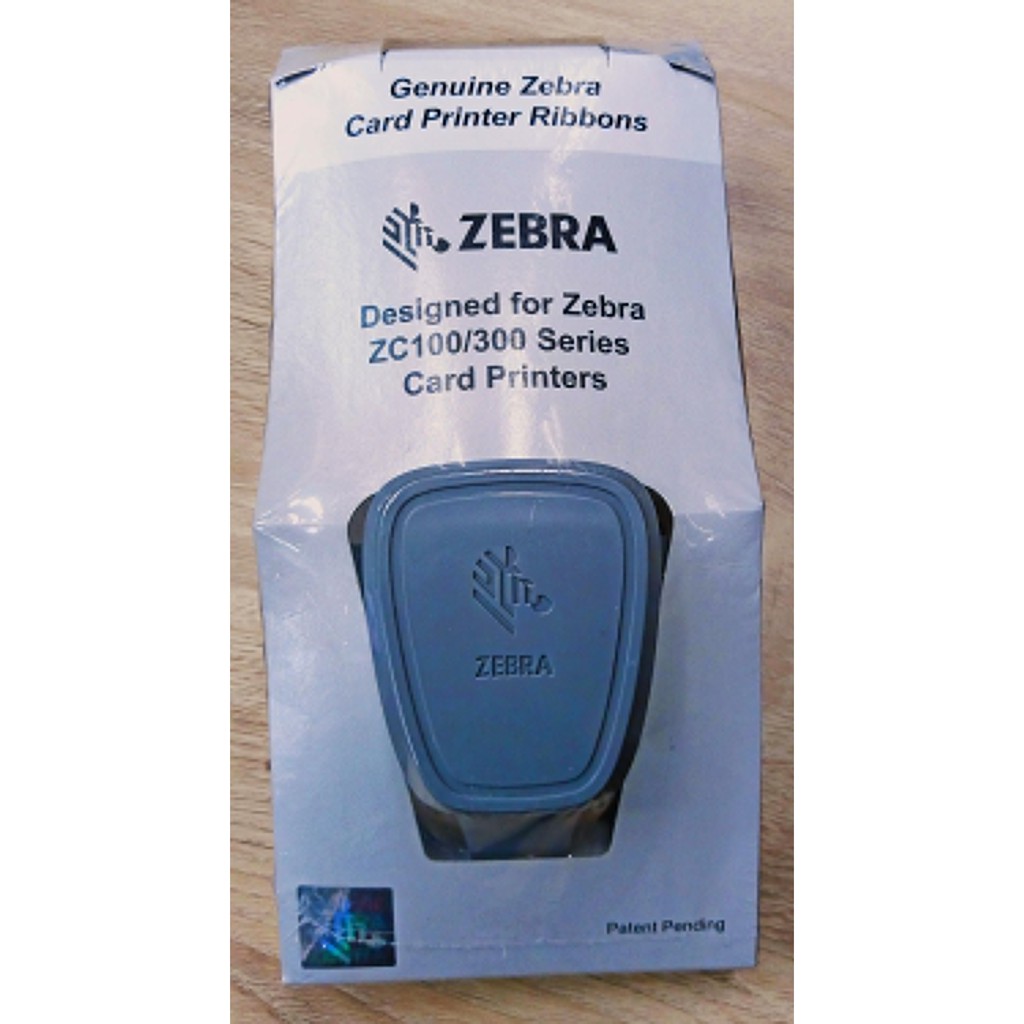 Genuine Zebra
Card Printer Ribbons
ZEBRA
Designed for Zebra
ZC100/300 Series
Card Printers
ZEBRA
Patent Pending